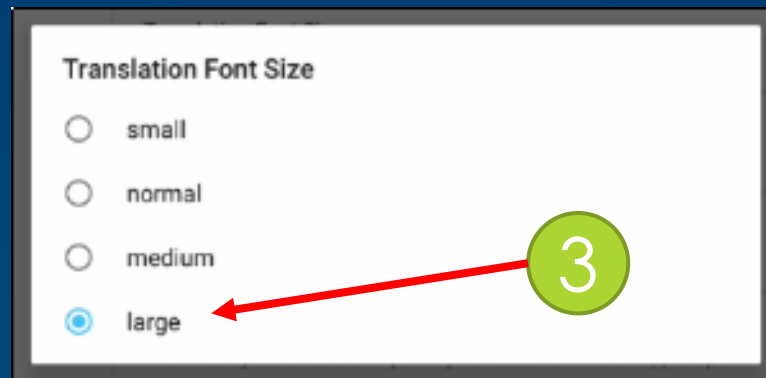 Translation Font Size
small
normal
medium
3
large